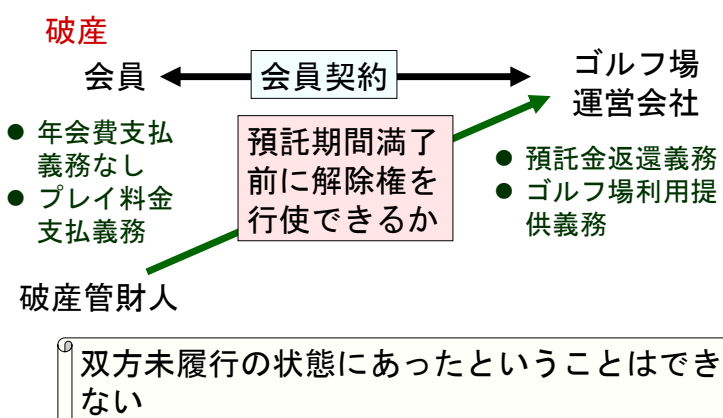 破産
会員
会員契約
ゴルフ場
運営会社
● 年会費支払
義務なし
● プレイ料金
支払義務
預託期間満了
前に解除権を
行使できるか
● 預託金返還義務
● ゴルフ場利用提
供義務
破産管財人
双方未履行の状態にあったということはでき
ない